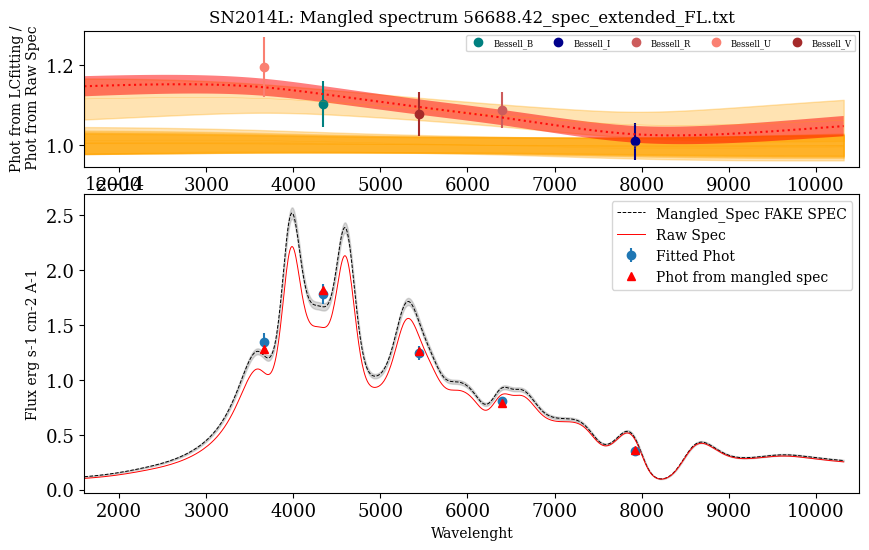 SN2014L: Mangled spectrum 56688.42_spec_extended_FL.txt
Phot from LCfitting /
Phot from Raw Spec
1.2
1.0
Bessell_B Bessell_I Bessell_R Bessell_U Bessell_V
2000 3000 4000 5000 6000 7000 8000 9000 10000
1e−14
Flux erg s-1 cm-2 A-1
2.5
2.0
1.5
1.0
0.5
0.0
Mangled_Spec FAKE SPEC
Raw Spec
Fitted Phot
Phot from mangled spec
2000 3000 4000 5000 6000 7000 8000 9000 10000
Wavelenght